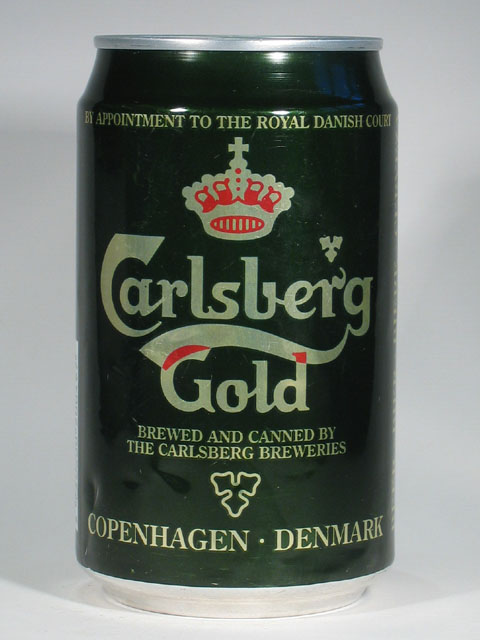 BY APPOINTMENT TO THE ROYAL DANISH COURT
Carlsberg
Gold
BREWED AND CANNED BY
THE CARLSBERG BREWERIES
COPENHAGEN · DENMARK